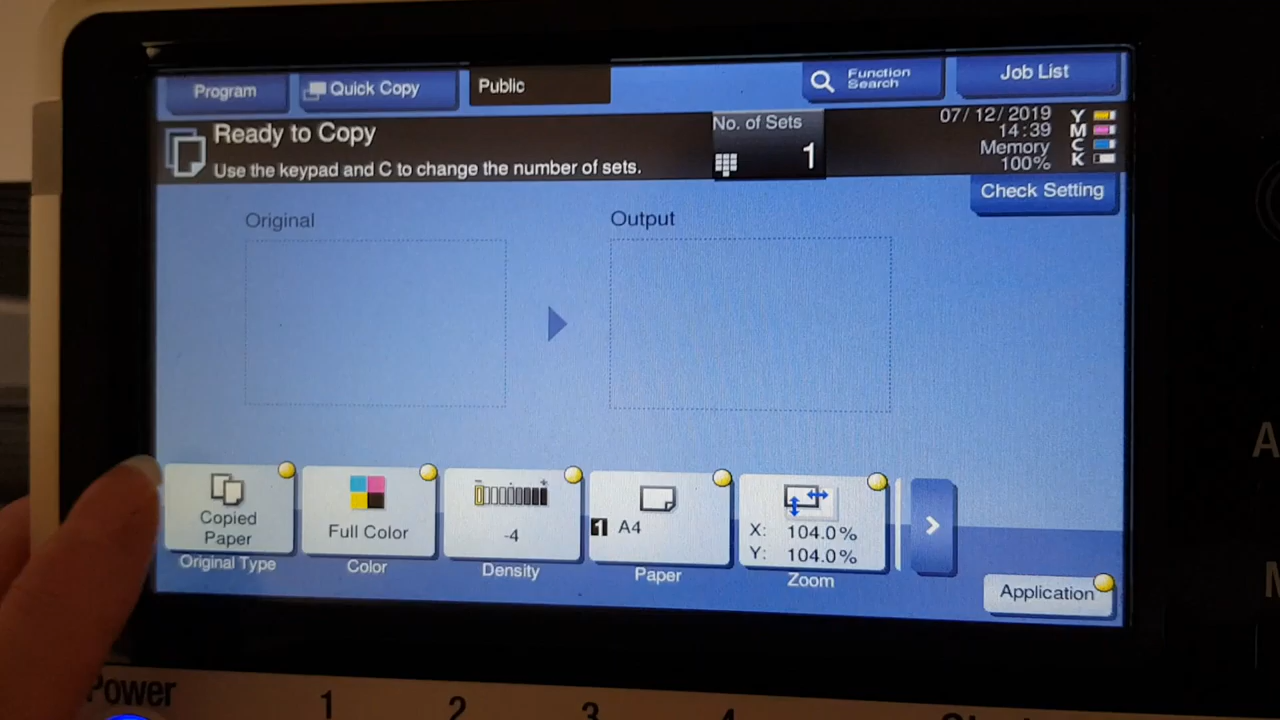 Program
Quick Copy
Public
Function
Search
Job List
Ready to Copy
Use the keypad and C to change the number of sets.
No. of Sets
1
07/12/2019
14:39
Memory
100%
Y
M
C
K
Check Setting
Original
Output
Copied
Paper
Original Type
Full Color
Color
-4
Density
1 A4
Paper
X: 104.0%
Y: 104.0%
Zoom
Application
Power
1 2 3 4